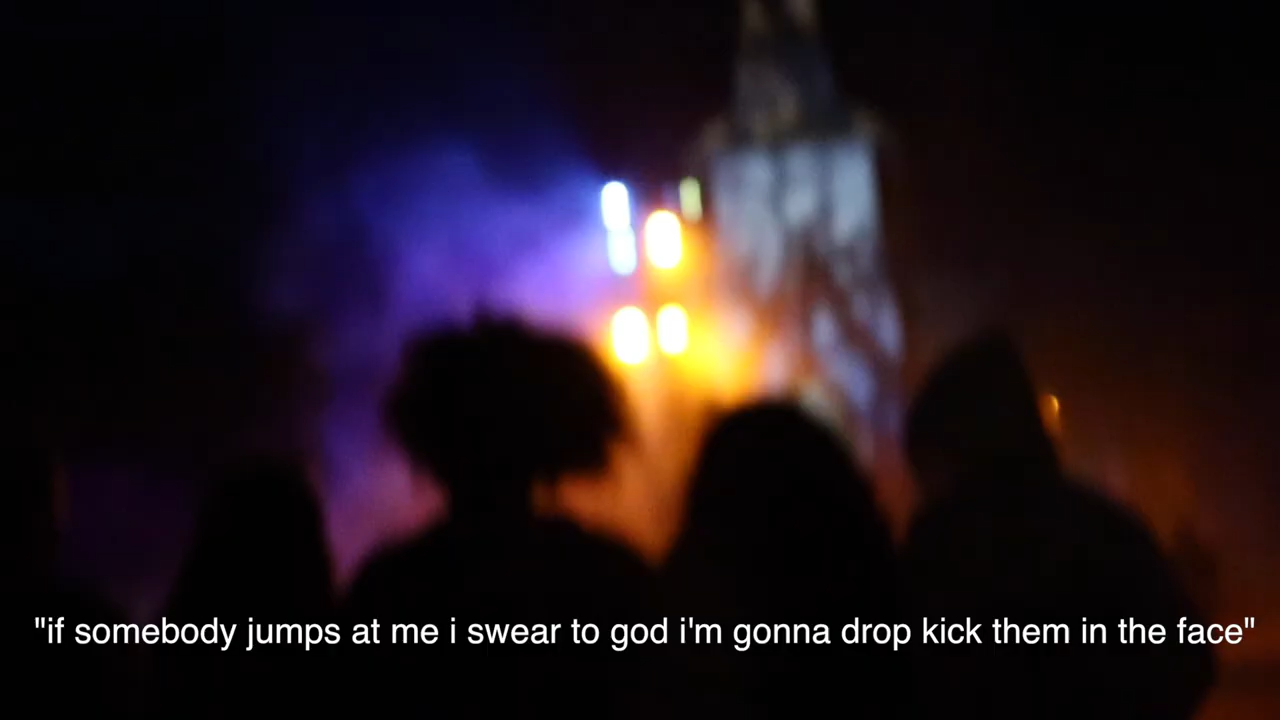 "if somebody jumps at me i swear to god i'm gonna drop kick them in the face"